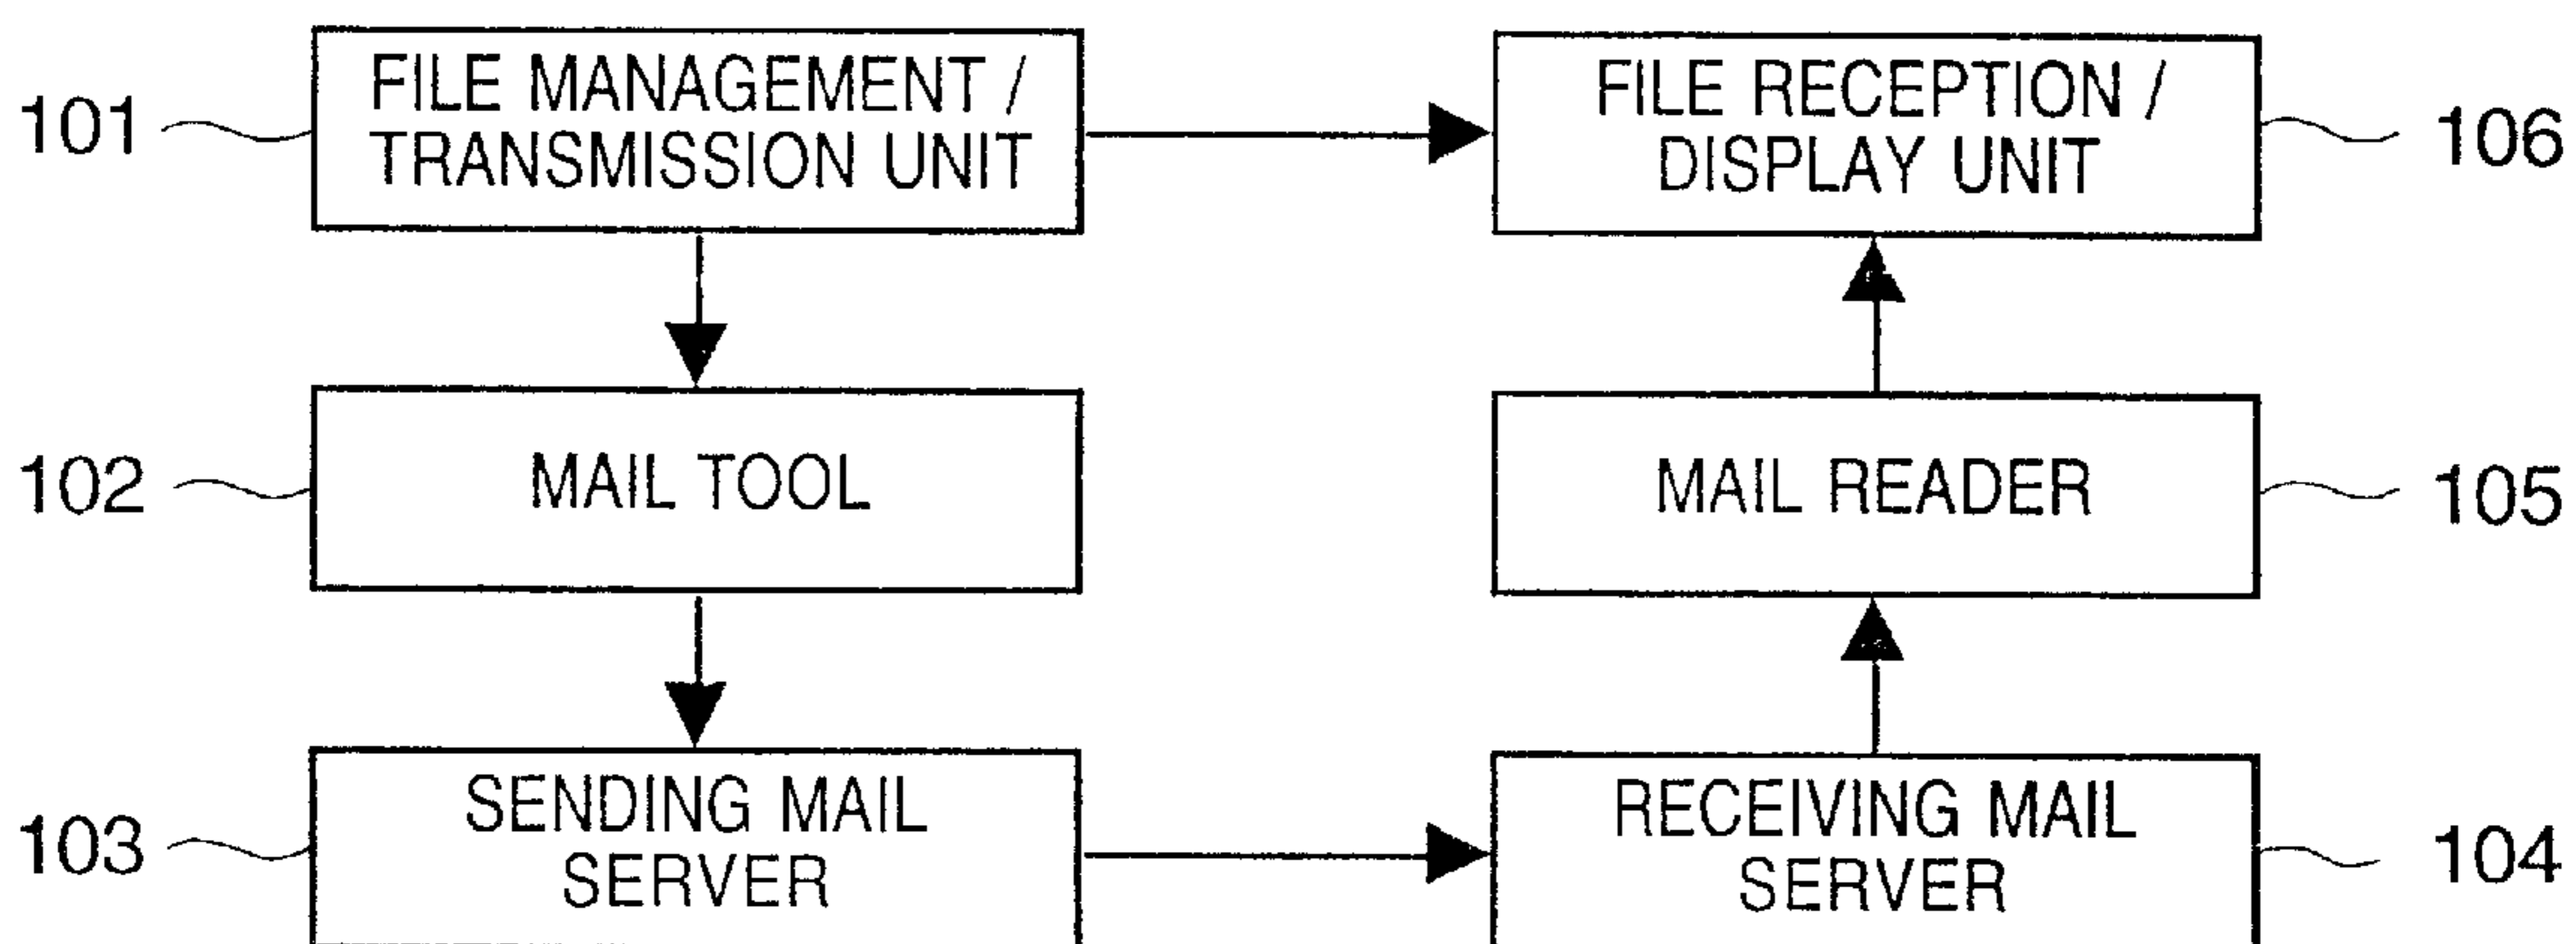 101
FILE MANAGEMENT /
TRANSMISSION UNIT
FILE RECEPTION /
DISPLAY UNIT
106
102
MAIL TOOL
MAIL READER
105
103
SENDING MAIL
SERVER
RECEIVING MAIL
SERVER
104